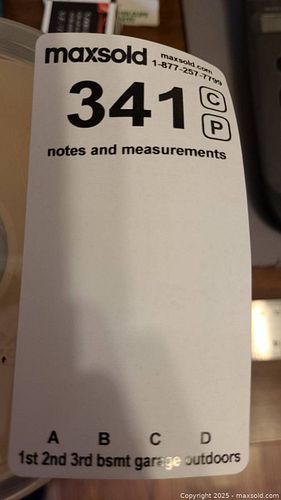 maxsold
maxsold.com
1-877-257-7799
341
C
P
notes and measurements
A B C D
1st 2nd 3rd bsmt garage outdoors
Copyright © 2025 - maxsold.com